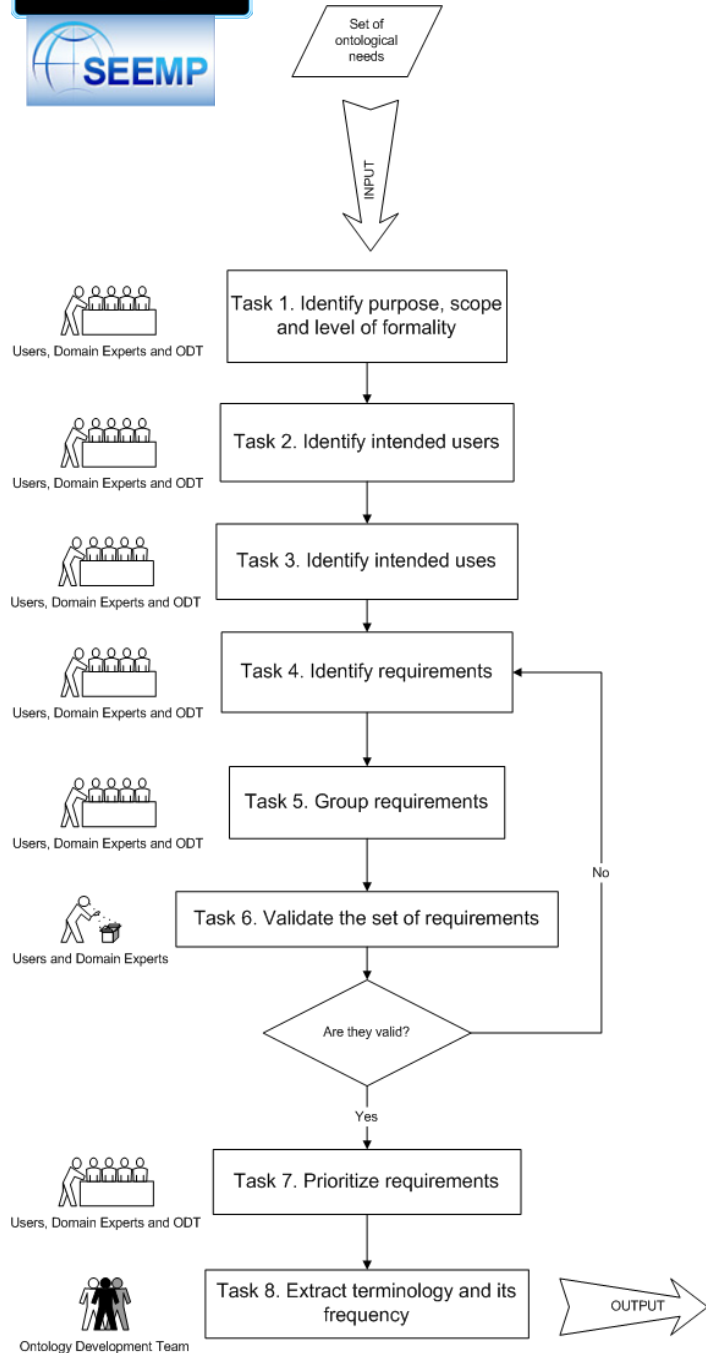 SEEMP
Set of
ontological
needs
INPUT
Task 1. Identify purpose, scope
and level of formality
Users, Domain Experts and ODT
Task 2. Identify intended users
Users, Domain Experts and ODT
Task 3. Identify intended uses
Users, Domain Experts and ODT
Task 4. Identify requirements
Users, Domain Experts and ODT
Task 5. Group requirements
Users, Domain Experts and ODT
No
Task 6. Validate the set of requirements
Users and Domain Experts
Are they valid?
Yes
Task 7. Prioritize requirements
Users, Domain Experts and ODT
Task 8. Extract terminology and its
frequency
OUTPUT
Ontology Development Team